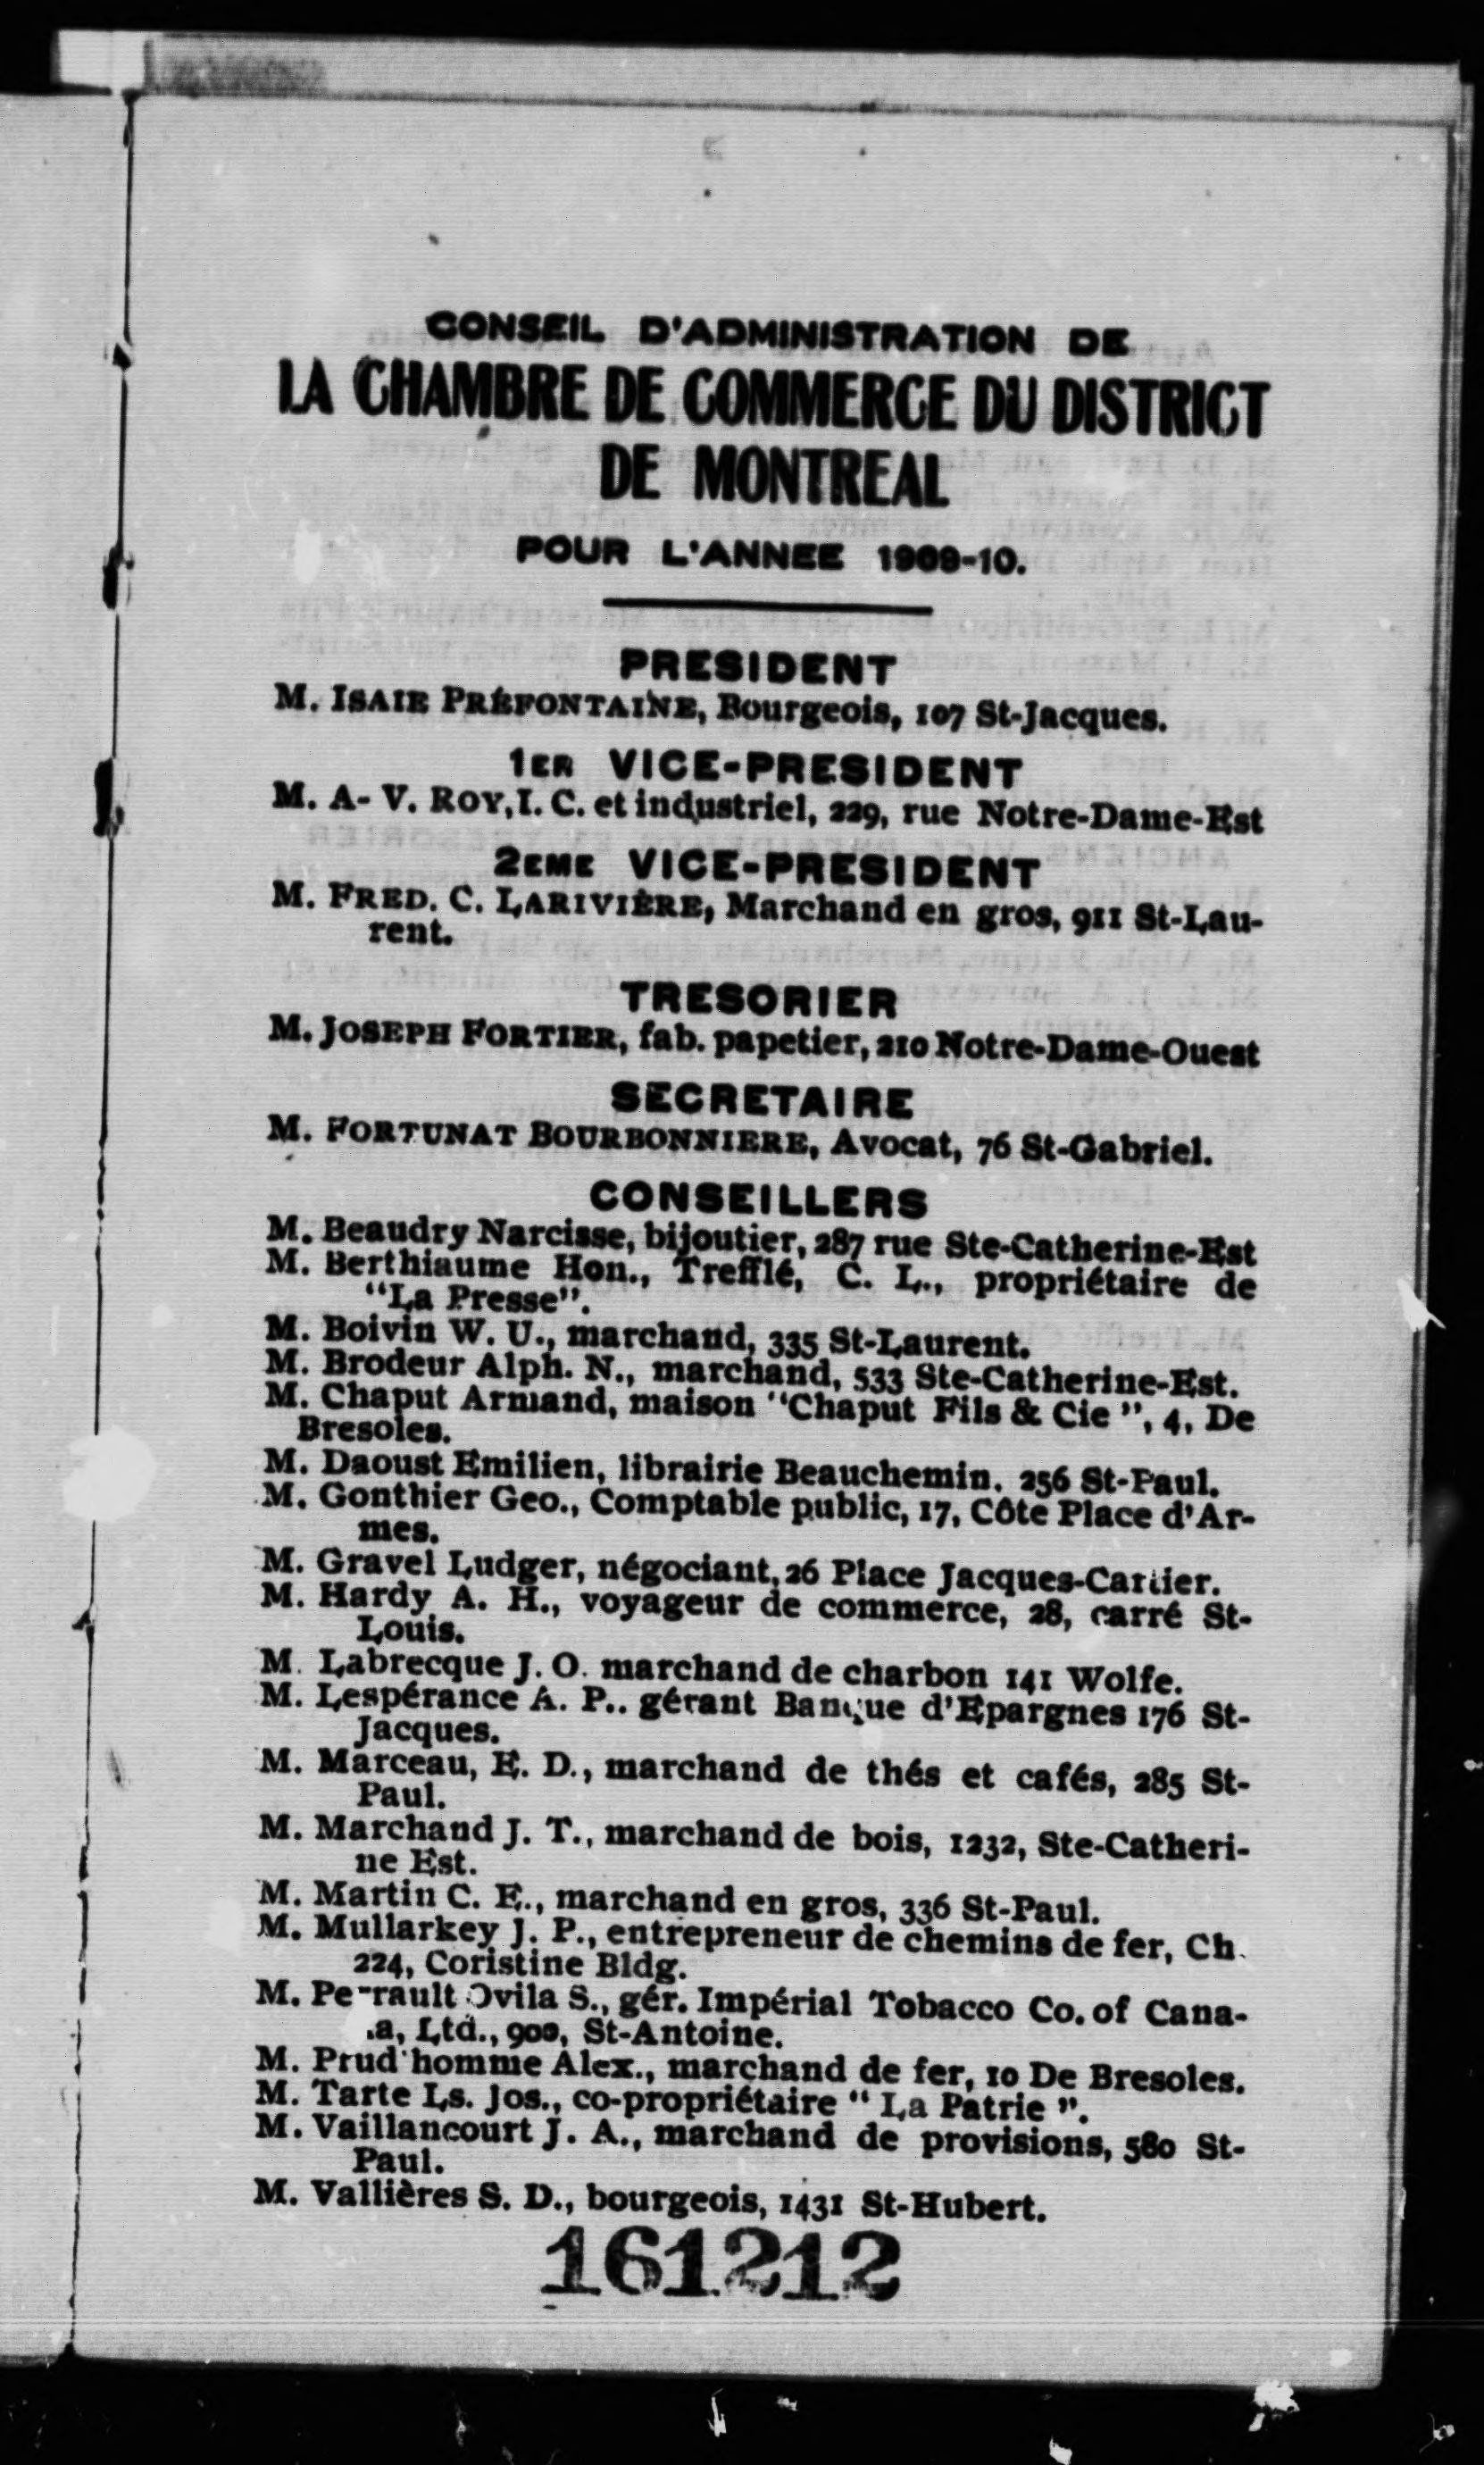 CONSEIL D'ADMINISTRATION DE
LA CHAMBRE DE COMMERCE DU DISTRICT
DE MONTREAL
POUR L'ANNEE 1909-10.
PRESIDENT
M. ISAIE PRÉFONTAINE, Bourgeois, 107 St-Jacques.
1ER VICE-PRESIDENT
M. A- V. ROY, I. C. et industriel, 229, rue Notre-Dame-Est
2EME VICE-PRESIDENT
M. FRED. C. LARIVIÈRE, Marchand en gros, 911 St-Lau-
rent.
TRESORIER
M. JOSEPH FORTIER, fab. papetier, 210 Notre-Dame-Ouest
SECRETAIRE
M. FORTUNAT BOURBONNIERE, Avocat, 76 St-Gabriel.
CONSEILLERS
M. Beaudry Narcisse, bijoutier, 287 rue Ste-Catherine-Est
M. Berthiaume Hon., Trefflé, C. L., propriétaire de
"La Presse".
M. Boivin W. U., marchand, 335 St-Laurent.
M. Brodeur Alph. N., marchand, 533 Ste-Catherine-Est.
M. Chaput Armand, maison "Chaput Fils & Cie ", 4, De
Bresoles.
M. Daoust Emilien, librairie Beauchemin. 256 St-Paul.
M. Gonthier Geo., Comptable public, 17, Côte Place d'Ar-
mes.
M. Gravel Ludger, négociant, 26 Place Jacques-Cartier.
M. Hardy A. H., voyageur de commerce, 28, carré St-
Louis.
M. Labrecque J. O. marchand de charbon 141 Wolfe.
M. Lespérance A. P.. gérant Banque d'Epargnes 176 St-
Jacques.
M. Marceau, E. D., marchand de thés et cafés, 285 St-
Paul.
M. Marchand J. T., marchand de bois, 1232, Ste-Catheri-
ne Est.
M. Martin C. E., marchand en gros, 336 St-Paul.
M. Mullarkey J. P., entrepreneur de chemins de fer, Ch.
224, Coristine Bldg.
M. Perrault Ovila S., gér. Impérial Tobacco Co. of Cana-
a, Ltd., 900, St-Antoine.
M. Prud'homme Alex., marchand de fer, 10 De Bresoles.
M. Tarte Ls. Jos., co-propriétaire " La Patrie ".
M. Vaillancourt J. A., marchand de provisions, 580 St-
Paul.
M. Vallières S. D., bourgeois, 1431 St-Hubert.
161212